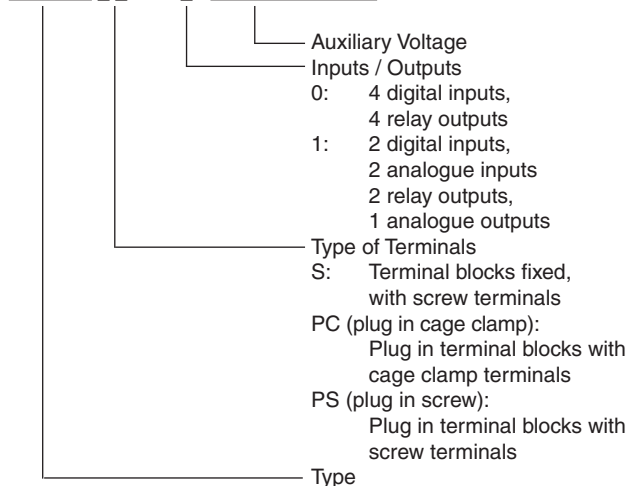 Auxiliary Voltage
Inputs / Outputs
0: 4 digital inputs,
4 relay outputs
1: 2 digital inputs,
2 analogue inputs
2 relay outputs,
1 analogue outputs
Type of Terminals
S: Terminal blocks fixed,
with screw terminals
PC (plug in cage clamp):
Plug in terminal blocks with
cage clamp terminals
PS (plug in screw):
Plug in terminal blocks with
screw terminals
Type